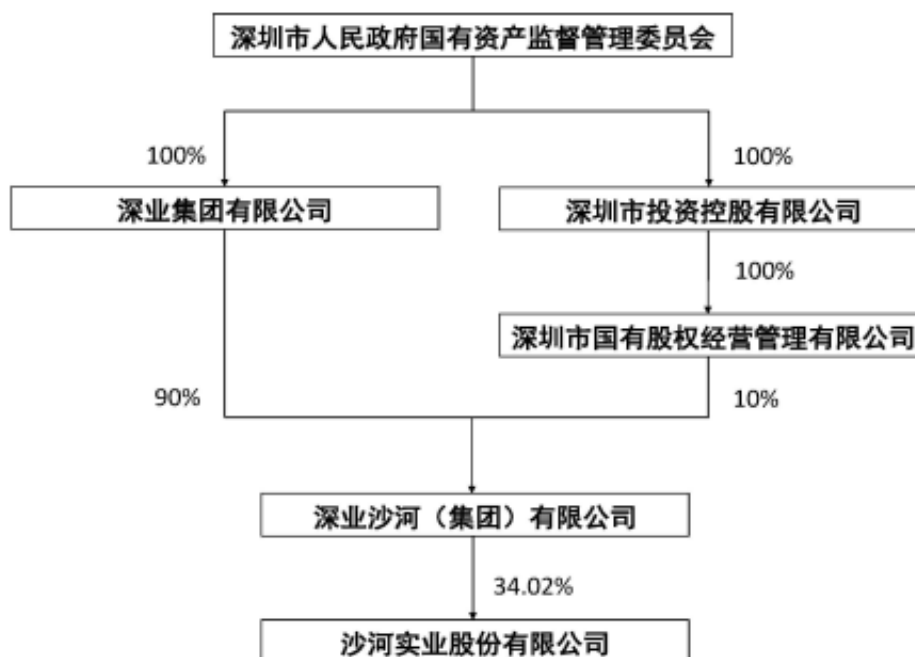 深圳市人民政府国有资产监督管理委员会
100%
100%
深业集团有限公司
深圳市投资控股有限公司
100%
深圳市国有股权经营管理有限公司
90%
10%
深业沙河（集团）有限公司
34.02%
沙河实业股份有限公司